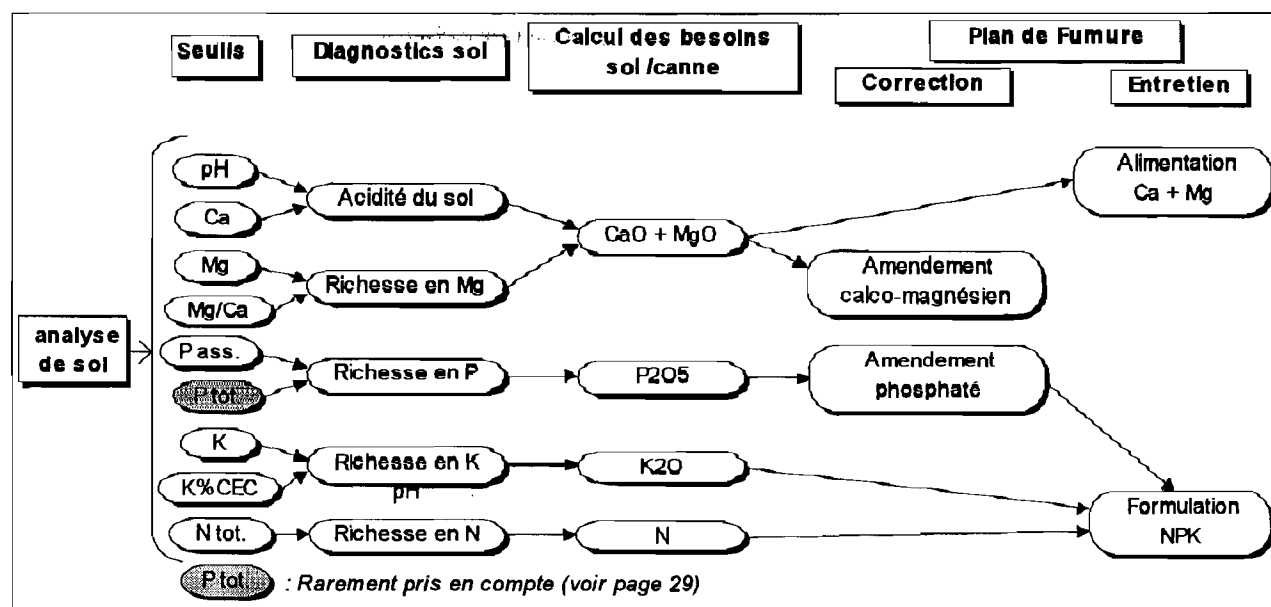 Seuils
Diagnostics sol
Calcul des besoins
sol /canne
Plan de Fumure
Correction
Entretien
analyse
de sol
pH
Ca
Mg
Mg/Ca
P ass.
P tot.
K
K%CEC
N tot.
Acidité du sol
Richesse en Mg
Richesse en P
Richesse en K
pH
Richesse en N
CaO + MgO
P2O5
K2O
N
Amendement
calco-magnésien
Amendement
phosphaté
Alimentation
Ca + Mg
Formulation
NPK
P tot. : Rarement pris en compte (voir page 29)